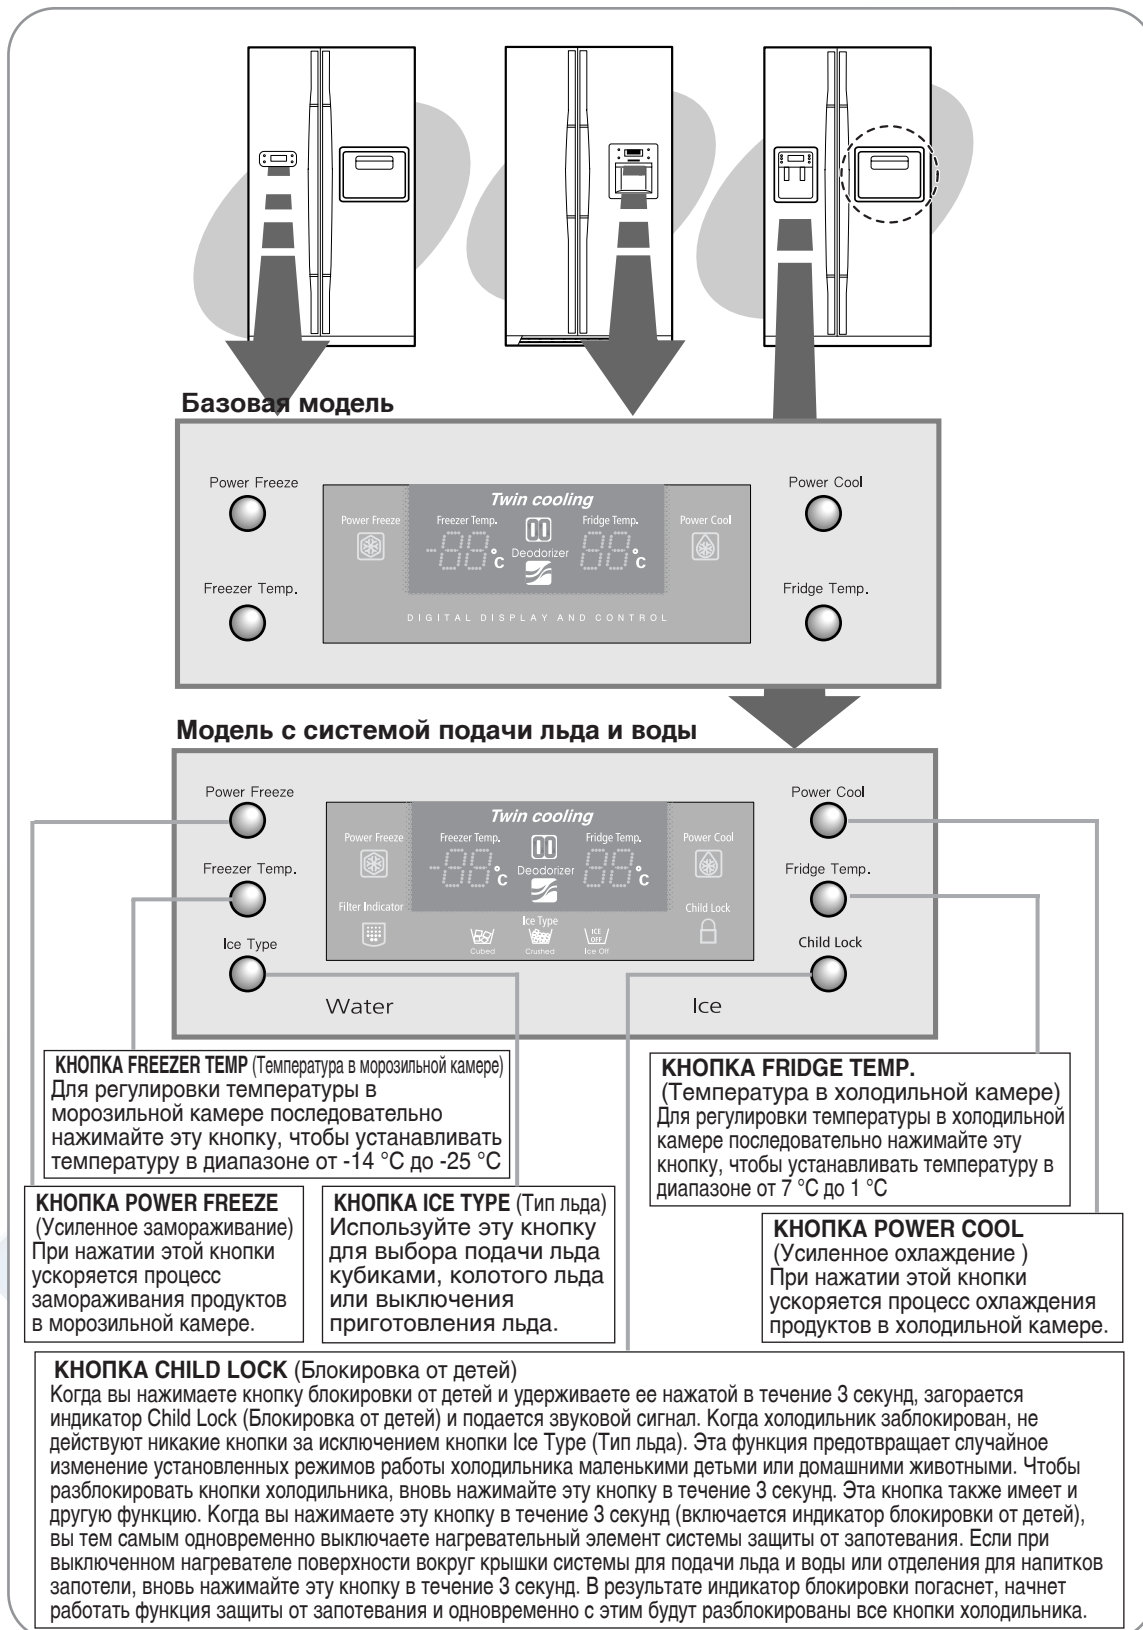 Базовая модель
Power Freeze
Power Cool
Twin cooling
Power Freeze
Freezer Temp.
Fridge Temp.
Power Cool
-88°C
Deodorizer
88°C
Freezer Temp.
Fridge Temp.
DIGITAL DISPLAY AND CONTROL
Модель с системой подачи льда и воды
Power Freeze
Power Cool
Twin cooling
Power Freeze
Freezer Temp.
Fridge Temp.
Power Cool
-88°C
Deodorizer
88°C
Freezer Temp.
Fridge Temp.
Filter Indicator
Ice Type
Child Lock
ICE
OFF
Cubed
Crushed
Ice Off
Ice Type
Child Lock
Water
Ice
КНОПКА FREEZER TEMP (Температура в морозильной камере)
Для регулировки температуры в
морозильной камере последовательно
нажимайте эту кнопку, чтобы устанавливать
температуру в диапазоне от -14 °C до -25 °C
КНОПКА FRIDGE TEMP.
(Температура в холодильной камере)
Для регулировки температуры в холодильной
камере последовательно нажимайте эту
кнопку, чтобы устанавливать температуру в
диапазоне от 7 °C до 1 °C
КНОПКА POWER FREEZE
(Усиленное замораживание)
При нажатии этой кнопки
ускоряется процесс
замораживания продуктов
в морозильной камере.
КНОПКА ICE TYPE (Тип льда)
Используйте эту кнопку
для выбора подачи льда
кубиками, колотого льда
или выключения
приготовления льда.
КНОПКА POWER COOL
(Усиленное охлаждение )
При нажатии этой кнопки
ускоряется процесс охлаждения
продуктов в холодильной камере.
КНОПКА CHILD LOCK (Блокировка от детей)
Когда вы нажимаете кнопку блокировки от детей и удерживаете ее нажатой в течение 3 секунд, загорается
индикатор Child Lock (Блокировка от детей) и подается звуковой сигнал. Когда холодильник заблокирован, не
действуют никакие кнопки за исключением кнопки Ice Type (Тип льда). Эта функция предотвращает случайное
изменение установленных режимов работы холодильника маленькими детьми или домашними животными. Чтобы
разблокировать кнопки холодильника, вновь нажимайте эту кнопку в течение 3 секунд. Эта кнопка также имеет и
другую функцию. Когда вы нажимаете эту кнопку в течение 3 секунд (включается индикатор блокировки от детей),
вы тем самым одновременно выключаете нагревательный элемент системы защиты от запотевания. Если при
выключенном нагревателе поверхности вокруг крышки системы для подачи льда и воды или отделения для напитков
запотели, вновь нажимайте эту кнопку в течение 3 секунд. В результате индикатор блокировки погаснет, начнет
работать функция защиты от запотевания и одновременно с этим будут разблокированы все кнопки холодильника.